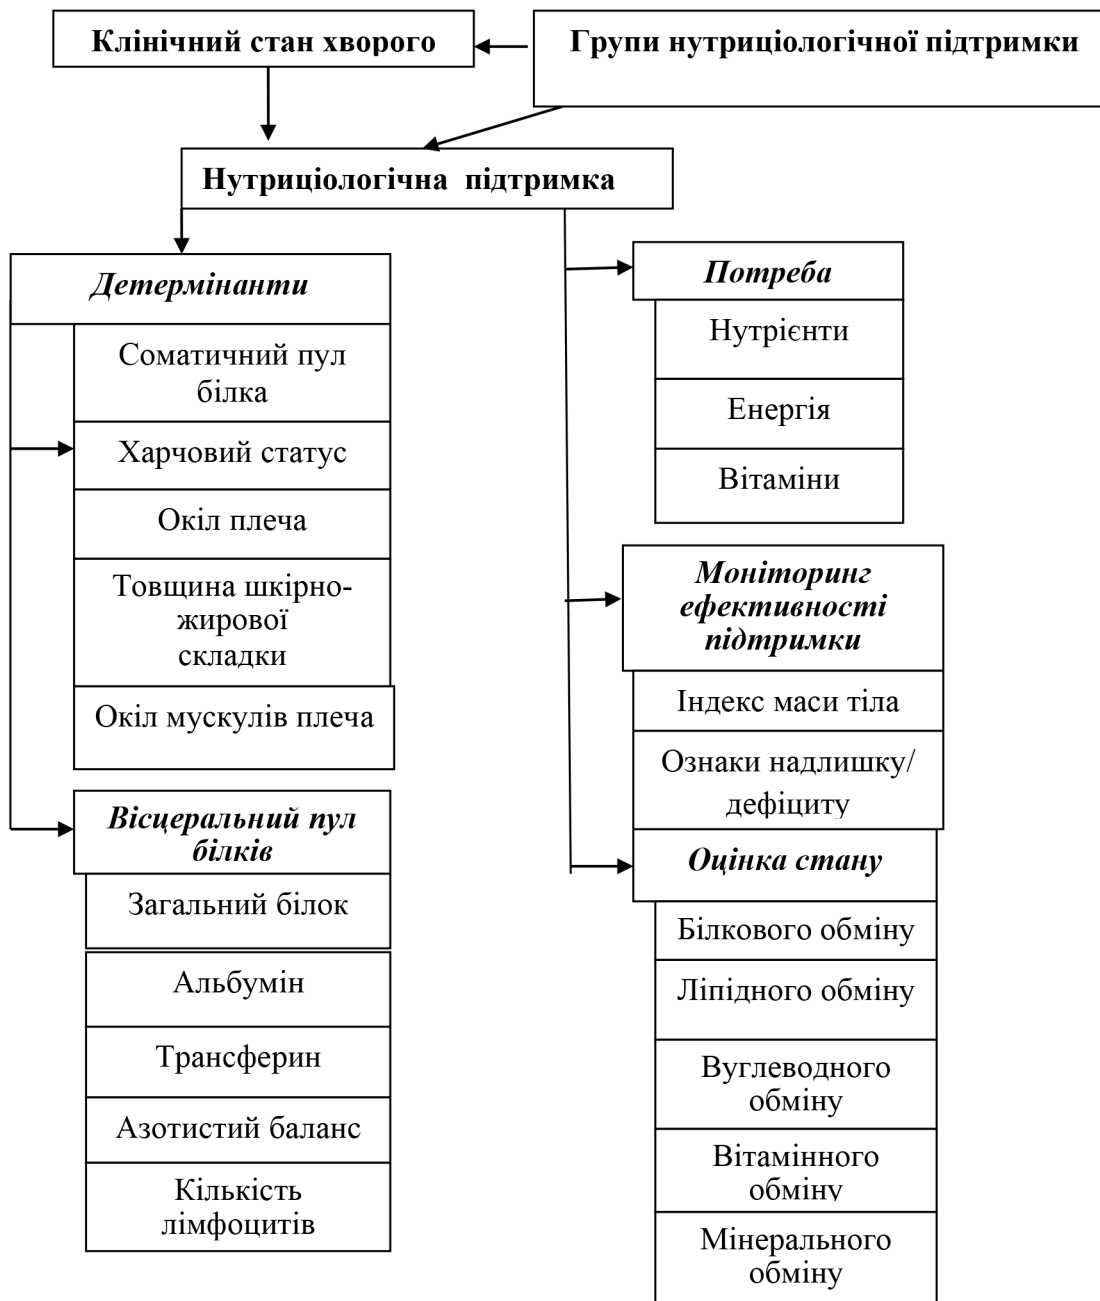 Клінічний стан хворого
Групи нутриціологічної підтримки
Нутриціологічна підтримка
Детермінанти
Соматичний пул
білка
Харчовий статус
Окіл плеча
Товщина шкірно-
жирової
складки
Окіл мускулів плеча
Вісцеральний пул
білків
Загальний білок
Альбумін
Трансферин
Азотистий баланс
Кількість
лімфоцитів
Потреба
Нутрієнти
Енергія
Вітаміни
Моніторинг
ефективності
підтримки
Індекс маси тіла
Ознаки надлишку/
дефіциту
Оцінка стану
Білкового обміну
Ліпідного обміну
Вуглеводного
обміну
Вітамінного
обміну
Мінерального
обміну